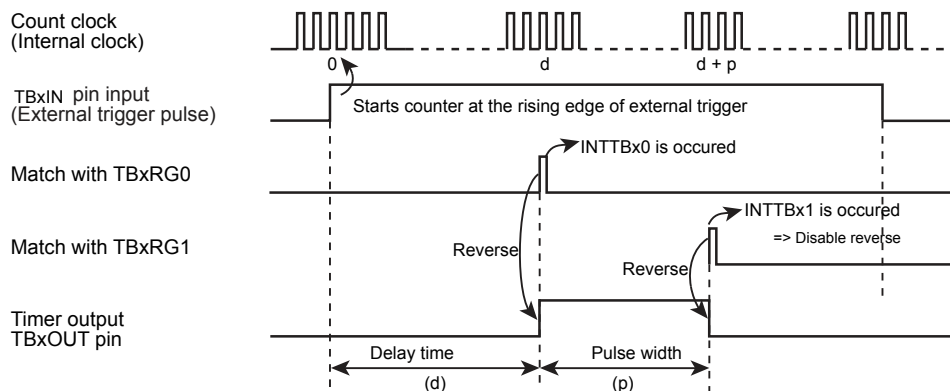 Count clock
(Internal clock)
0
d
d + p
TBxIN pin input
(External trigger pulse)
Starts counter at the rising edge of external trigger
INTTBx0 is occured
Match with TBxRG0
INTTBx1 is occured
=> Disable reverse
Match with TBxRG1
Reverse
Reverse
Timer output
TBxOUT pin
Delay time
(d)
Pulse width
(p)